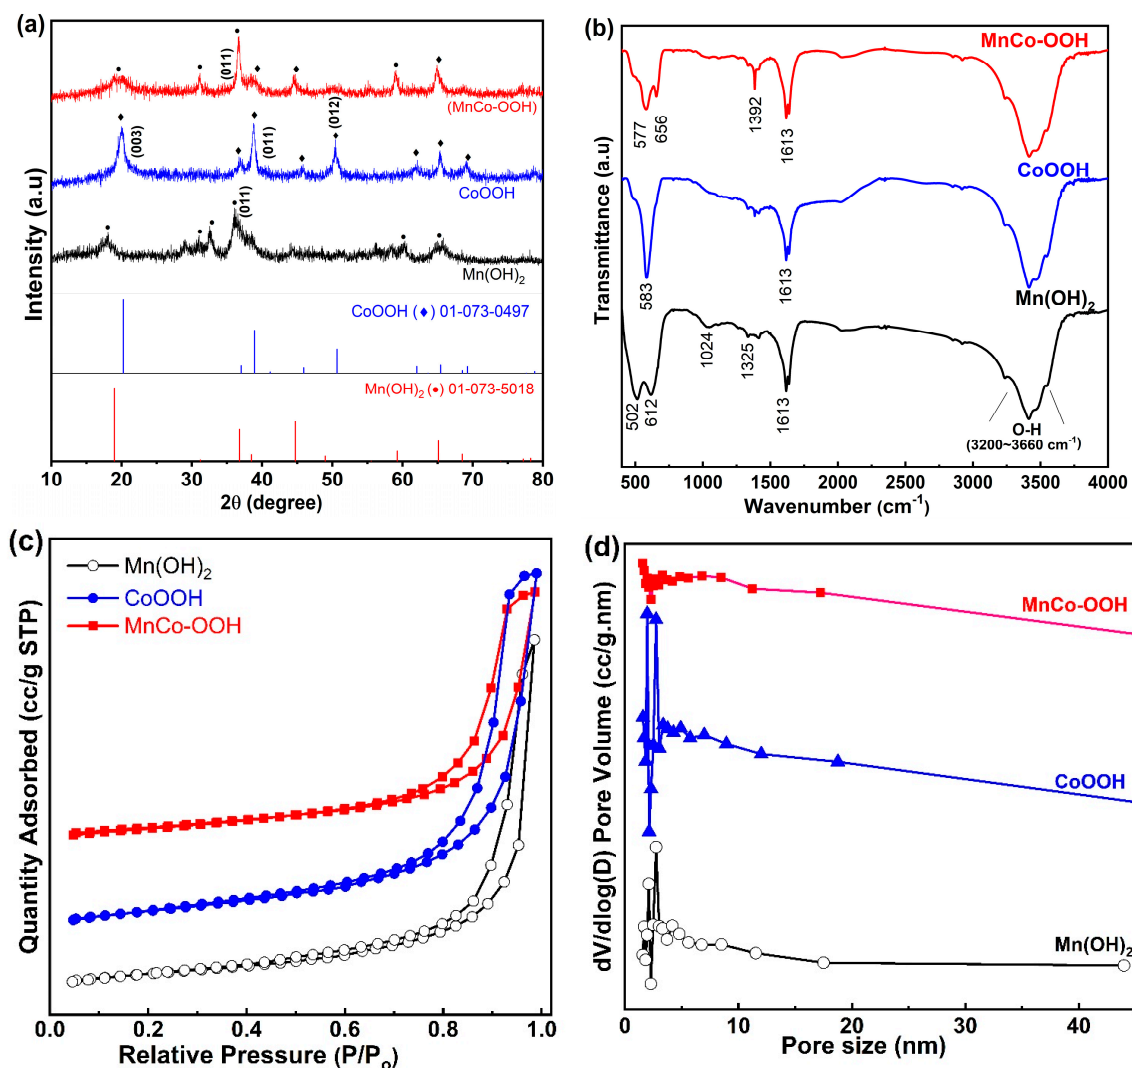 (a)
(011)
(MnCo-OOH)
(003)
(011)
(012)
CoOOH
(011)
Mn(OH)2
CoOOH (♦) 01-073-0497
Mn(OH)2 (•) 01-073-5018
Intensity (a.u)
10 20 30 40 50 60 70 80
2θ (degree)
(b)
MnCo-OOH
577
656
1392
1613
CoOOH
583
1613
Mn(OH)2
502
612
1024
1325
1613
O-H
(3200~3660 cm-1)
Transmittance (a.u)
500 1000 1500 2000 2500 3000 3500 4000
Wavenumber (cm-1)
(c)
Mn(OH)2
CoOOH
MnCo-OOH
Quantity Adsorbed (cc/g STP)
0.0 0.2 0.4 0.6 0.8 1.0
Relative Pressure (P/Po)
(d)
MnCo-OOH
CoOOH
Mn(OH)2
dV/dlog(D) Pore Volume (cc/g.nm)
0 10 20 30 40
Pore size (nm)